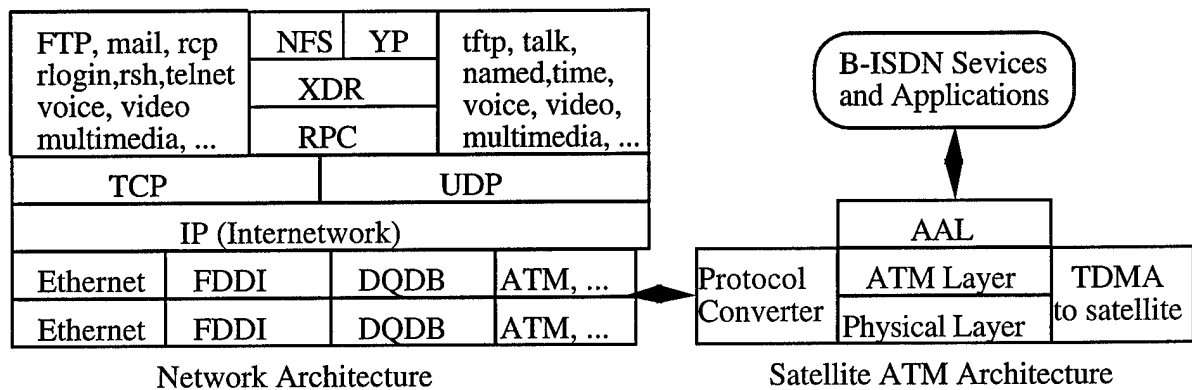 FTP, mail, rcp
rlogin,rsh,telnet
voice, video
multimedia, ...
NFS
YP
XDR
RPC
tftp, talk,
named,time,
voice, video,
multimedia, ...
TCP
UDP
IP (Internetwork)
Ethernet
FDDI
DQDB
ATM, ...
Ethernet
FDDI
DQDB
ATM, ...
Network Architecture
B-ISDN Sevices
and Applications
AAL
Protocol
Converter
ATM Layer
Physical Layer
TDMA
to satellite
Satellite ATM Architecture